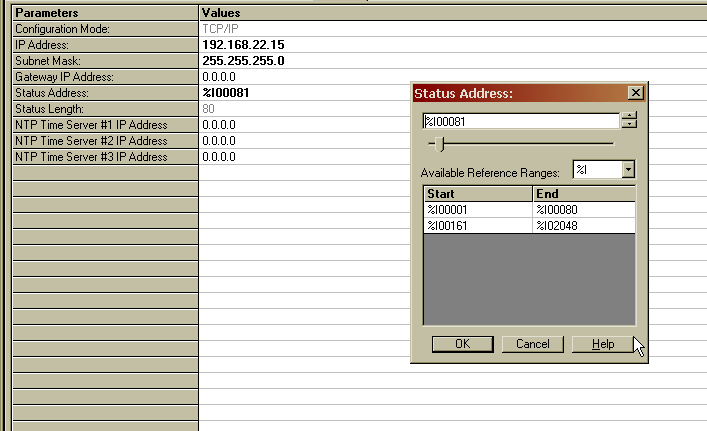 Parameters Values
Configuration Mode: TCP/IP
IP Address: 192.168.22.15
Subnet Mask: 255.255.255.0
Gateway IP Address: 0.0.0.0
Status Address: %I00081
Status Length: 80
NTP Time Server #1 IP Address 0.0.0.0
NTP Time Server #2 IP Address 0.0.0.0
NTP Time Server #3 IP Address 0.0.0.0
Status Address:
%I00081
Available Reference Ranges: %I
Start End
%I00001 %I00080
%I00161 %I02048
OK Cancel Help